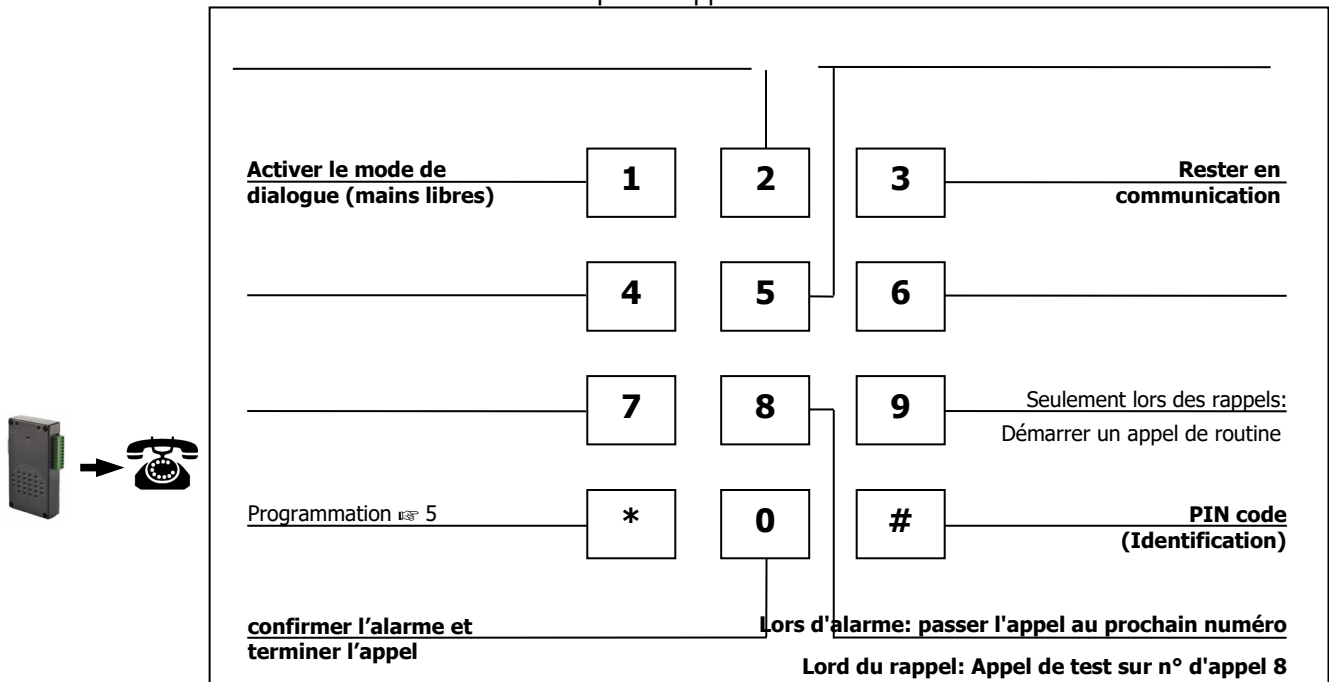 Activer le mode de
dialogue (mains libres)
1
2
3
Rester en
communication
4
5
6
7
8
9
Seulement lors des rappels:
Démarrer un appel de routine
Programmation ☞ 5
*
0
#
PIN code
(Identification)
confirmer l’alarme et
terminer l’appel
Lors d'alarme: passer l'appel au prochain numéro
Lord du rappel: Appel de test sur n° d'appel 8